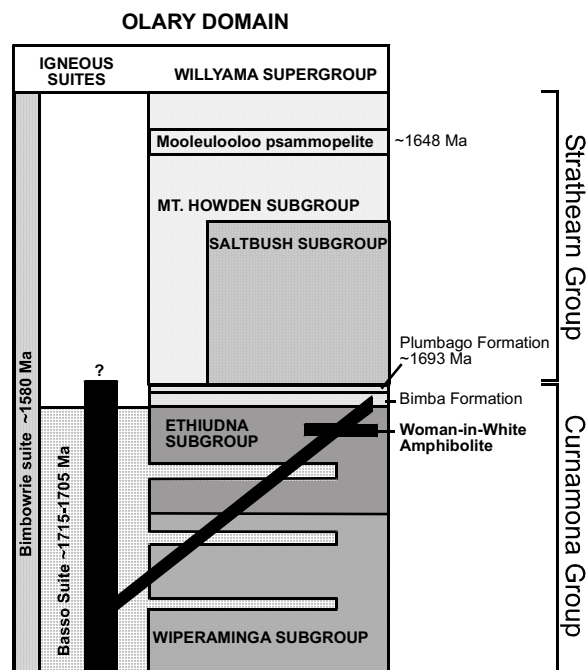 OLARY DOMAIN
IGNEOUS
SUITES
WILLYAMA SUPERGROUP
Mooleulooloo psammopelite
~1648 Ma
MT. HOWDEN SUBGROUP
SALTBUSH SUBGROUP
Strathearn Group
Plumbago Formation
~1693 Ma
?
Bimba Formation
ETHIUDNA
SUBGROUP
Woman-in-White
Amphibolite
Bimbowrie suite ~1580 Ma
Basso Suite ~1715-1705 Ma
Curnamona Group
WIPERAMINGA SUBGROUP